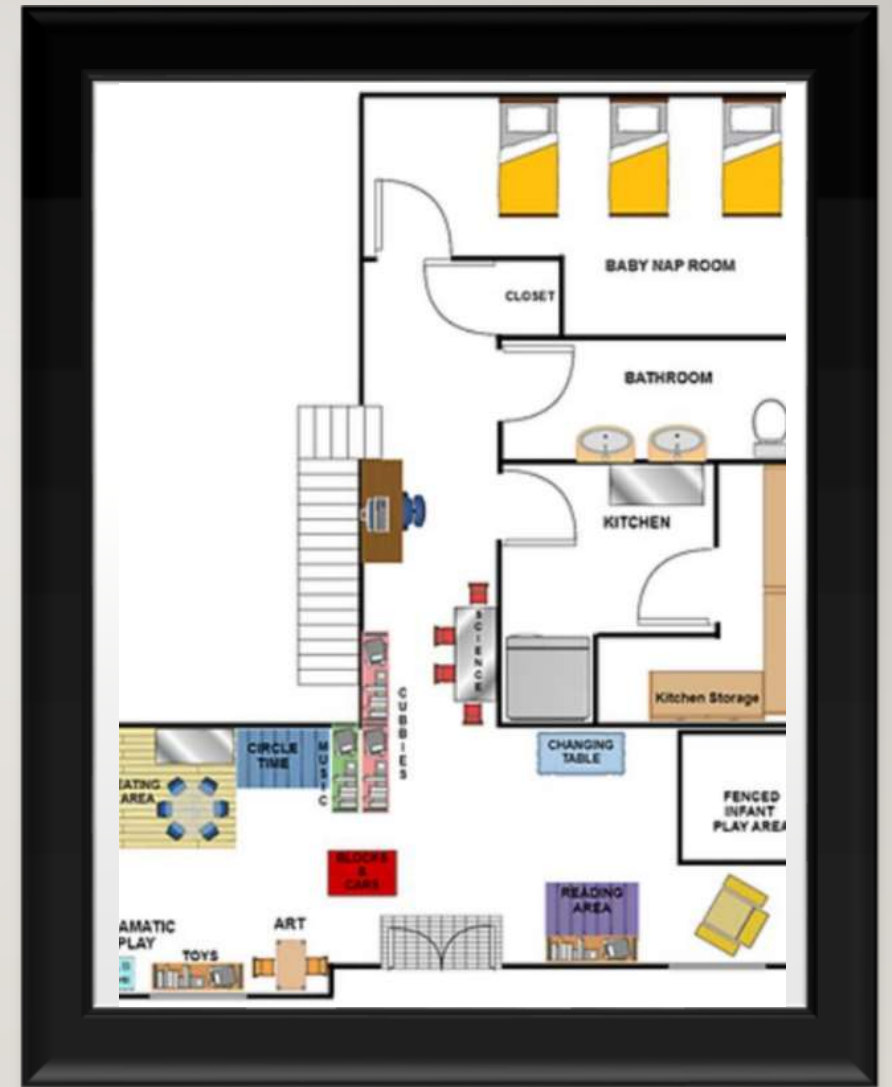 BABY NAP ROOM
CLOSET
BATHROOM
KITCHEN
SCIENCE
Kitchen Storage
CUBBIES
CIRCLE
TIME
MUSIC
CHANGING
TABLE
EATING
AREA
FENCED
INFANT
PLAY AREA
BLOCKS
&
CARS
READING
AREA
AMATIC
PLAY
ART
TOYS